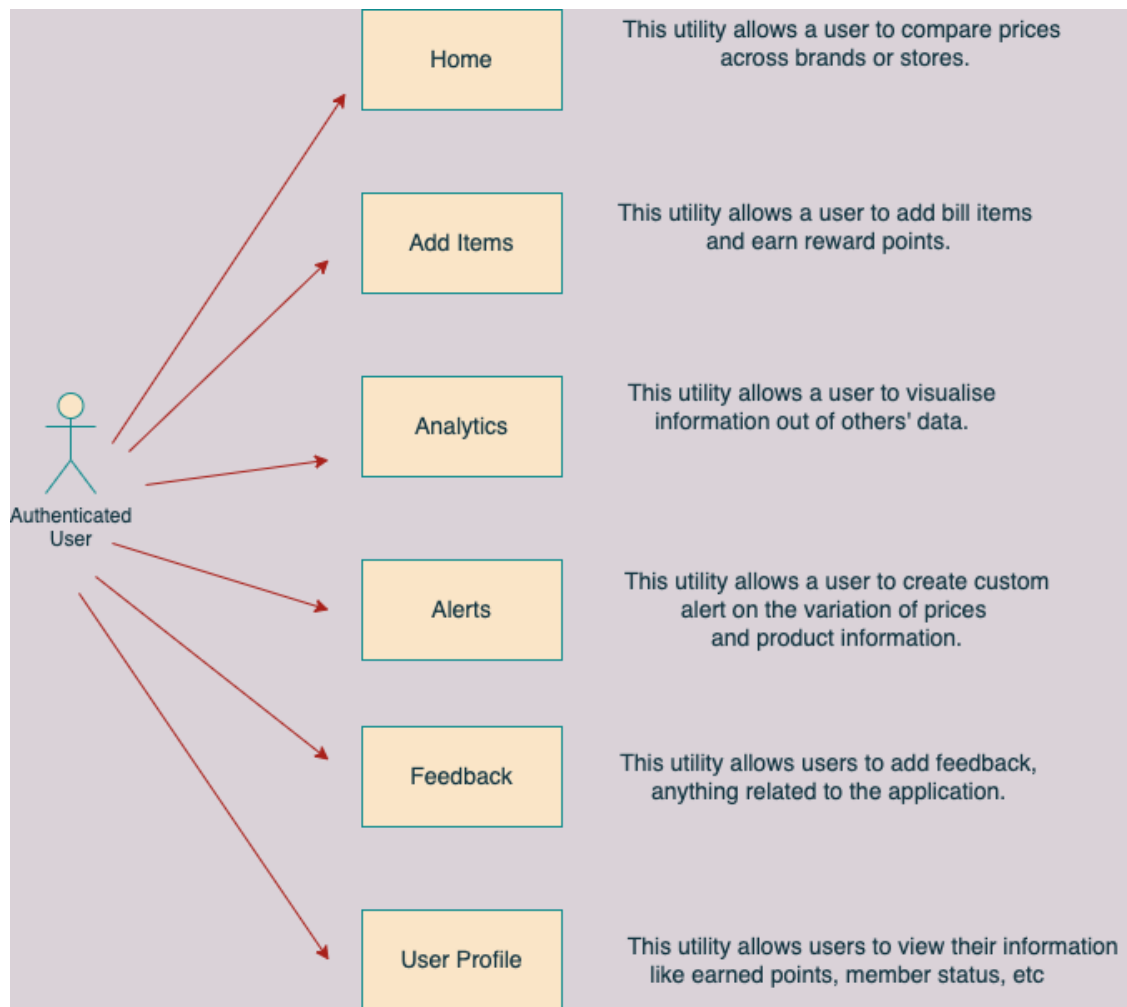 Home
This utility allows a user to compare prices
across brands or stores.
Add Items
This utility allows a user to add bill items
and earn reward points.
Analytics
This utility allows a user to visualise
information out of others' data.
Authenticated
User
Alerts
This utility allows a user to create custom
alert on the variation of prices
and product information.
Feedback
This utility allows users to add feedback,
anything related to the application.
User Profile
This utility allows users to view their information
like earned points, member status, etc